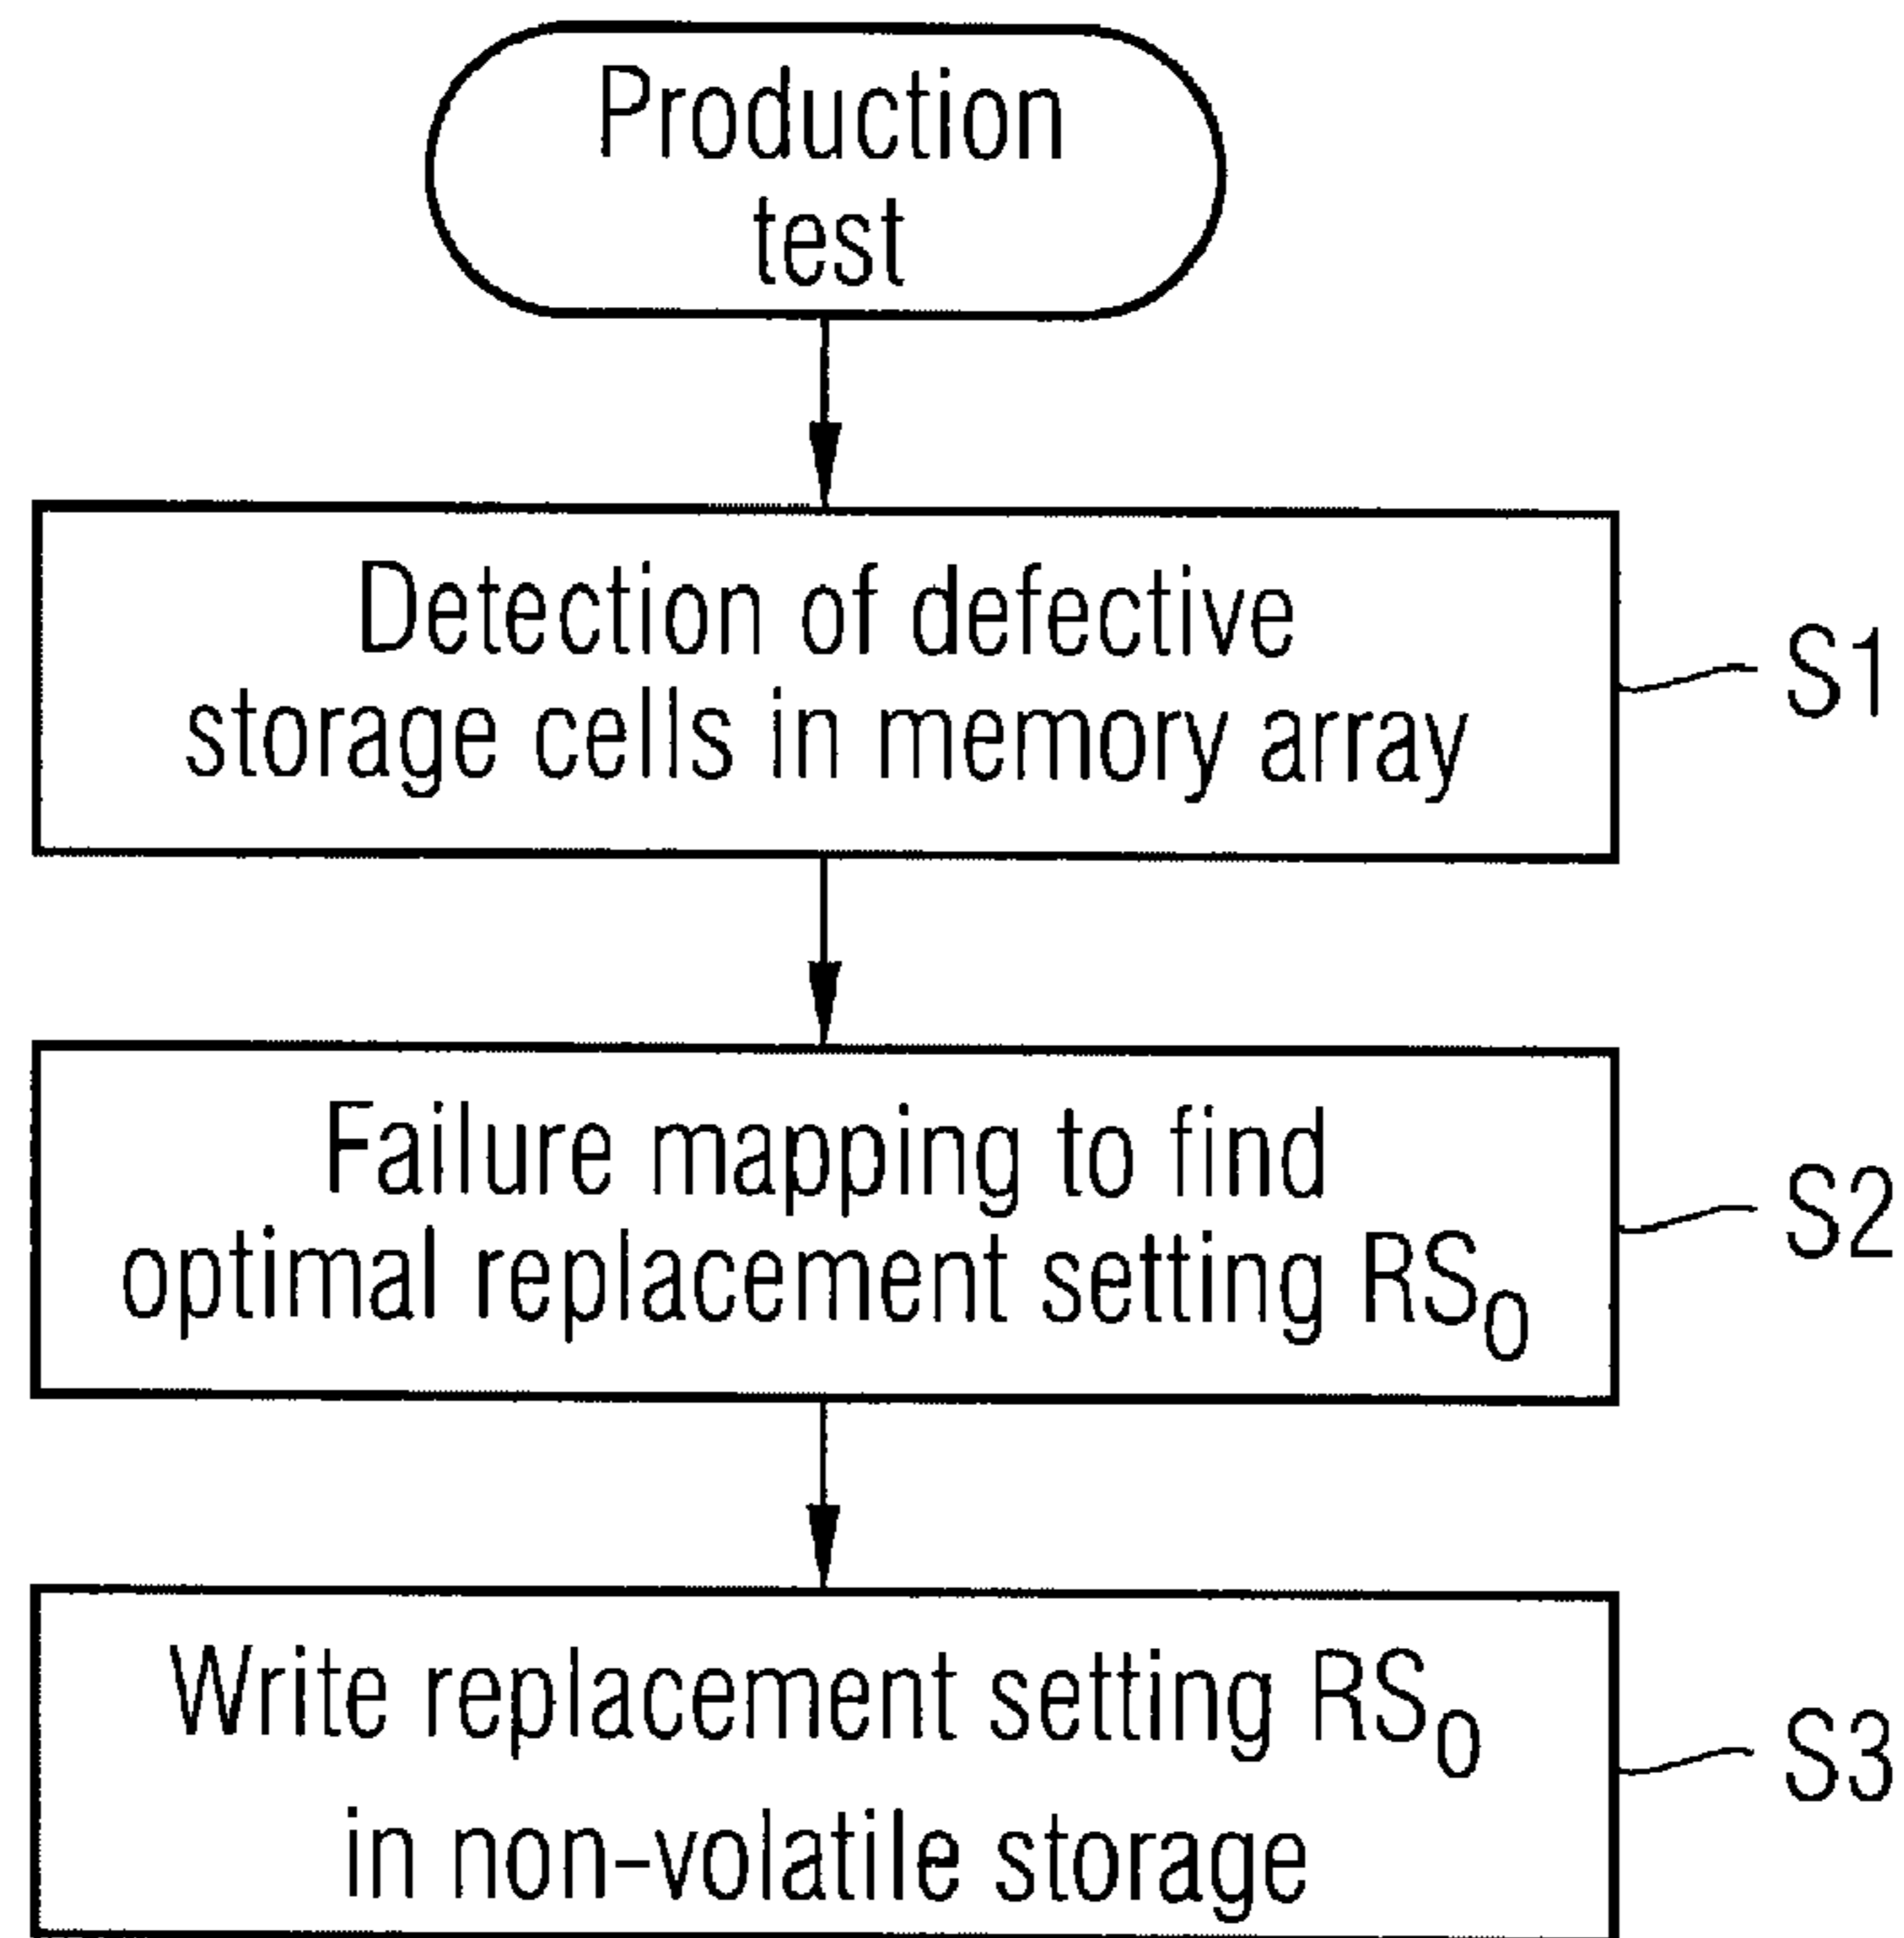 Production
test
Detection of defective
storage cells in memory array
S1
Failure mapping to find
optimal replacement setting RS₀
S2
Write replacement setting RS₀
in non-volatile storage
S3